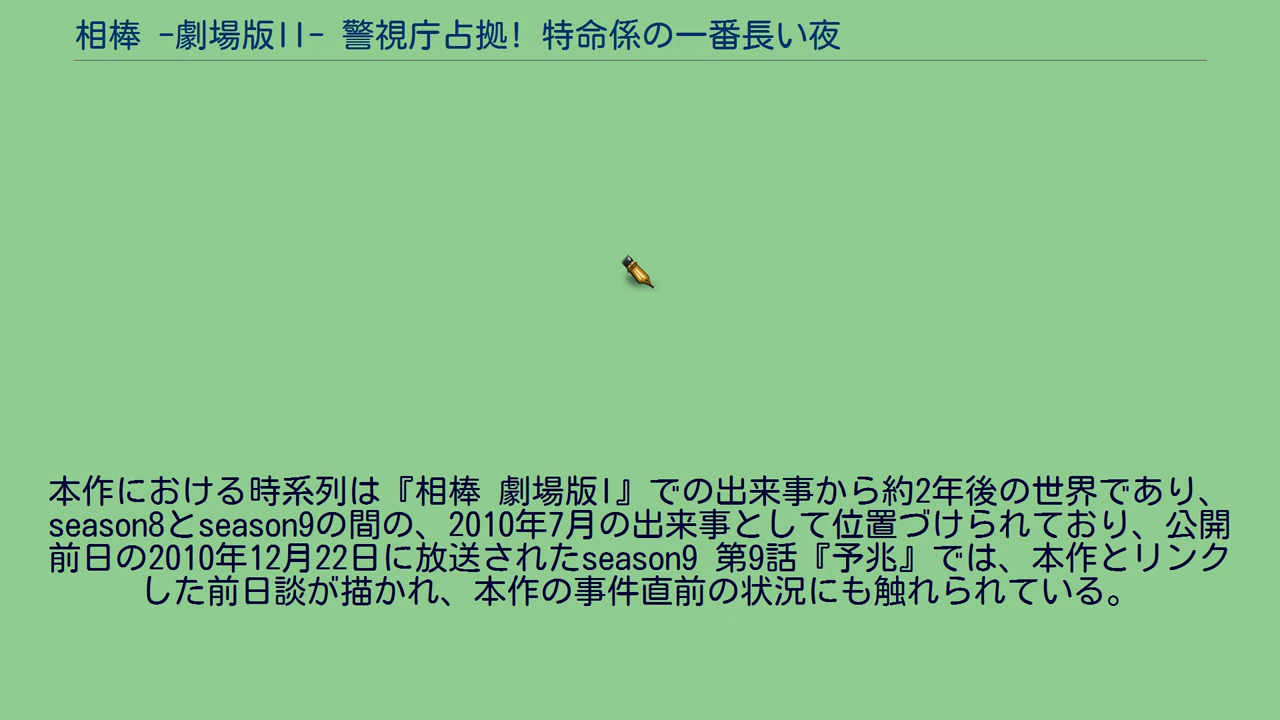 相棒 -劇場版II- 警視庁占拠! 特命係の一番長い夜
本作における時系列は『相棒 劇場版I』での出来事から約2年後の世界であり、
season8とseason9の間の、2010年7月の出来事として位置づけられており、公開
前日の2010年12月22日に放送されたseason9 第9話『予兆』では、本作とリンク
した前日談が描かれ、本作の事件直前の状況にも触れられている。